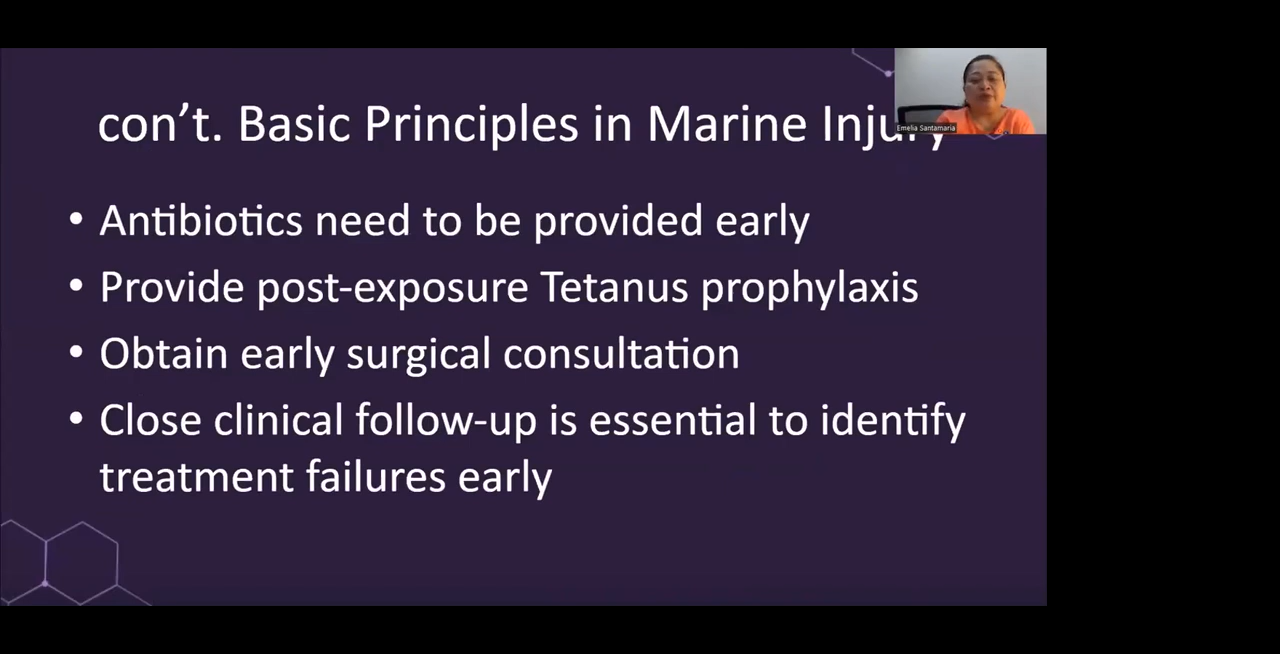 con’t. Basic Principles in Marine Injury
Emelia Santamaria
• Antibiotics need to be provided early
• Provide post-exposure Tetanus prophylaxis
• Obtain early surgical consultation
• Close clinical follow-up is essential to identify
treatment failures early